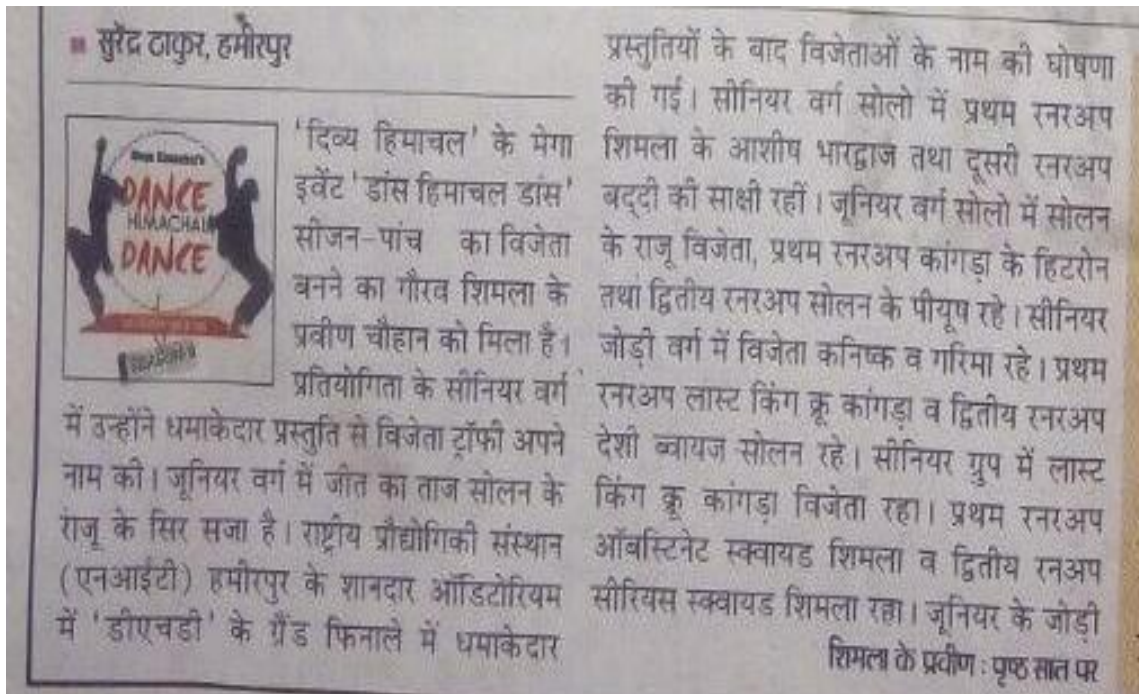 सुरेंद्र ठाकुर, हमीरपुर
DANCE
HIMACHAL
DANCE
'दिव्य हिमाचल' के मेगा
इवेंट 'डांस हिमाचल डांस'
सीजन-पांच का विजेता
बनने का गौरव शिमला के
प्रवीण चौहान को मिला है।
प्रतियोगिता के सीनियर वर्ग
में उन्होंने धमाकेदार प्रस्तुति से विजेता ट्रॉफी अपने
नाम की। जूनियर वर्ग में जीत का ताज सोलन के
राजू के सिर सजा है। राष्ट्रीय प्रौद्योगिकी संस्थान
(एनआईटी) हमीरपुर के शानदार ऑडिटोरियम
में 'डीएचडी' के ग्रैंड फिनाले में धमाकेदार
प्रस्तुतियों के बाद विजेताओं के नाम की घोषणा
की गई। सीनियर वर्ग सोलो में प्रथम रनरअप
शिमला के आशीष भारद्वाज तथा दूसरी रनरअप
बद्दी की साक्षी रहीं। जूनियर वर्ग सोलो में सोलन
के राजू विजेता, प्रथम रनरअप कांगड़ा के हिटरोन
तथा द्वितीय रनरअप सोलन के पीयूष रहे। सीनियर
जोड़ी वर्ग में विजेता कनिष्क व गरिमा रहे। प्रथम
रनरअप लास्ट किंग क्रू कांगड़ा व द्वितीय रनरअप
देशी ब्वायज सोलन रहे। सीनियर ग्रुप में लास्ट
किंग क्रू कांगड़ा विजेता रहा। प्रथम रनरअप
ऑबस्टिनेट स्क्वायड शिमला व द्वितीय रनअप
सीरियस स्क्वायड शिमला रहा। जूनियर के जोड़ी
शिमला के प्रवीण : पृष्ठ सात पर